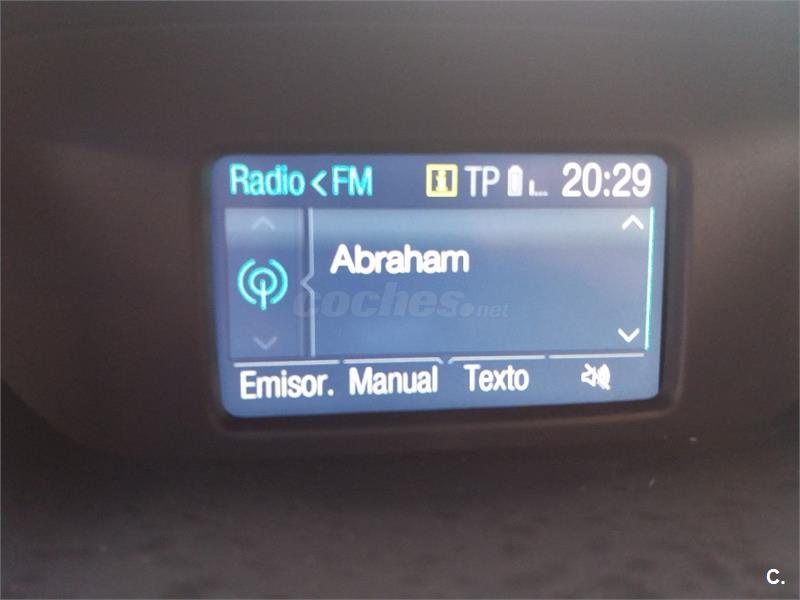 Radio < FM i TP 20:29
Abraham
coches.net
Emisor. Manual Texto
C.